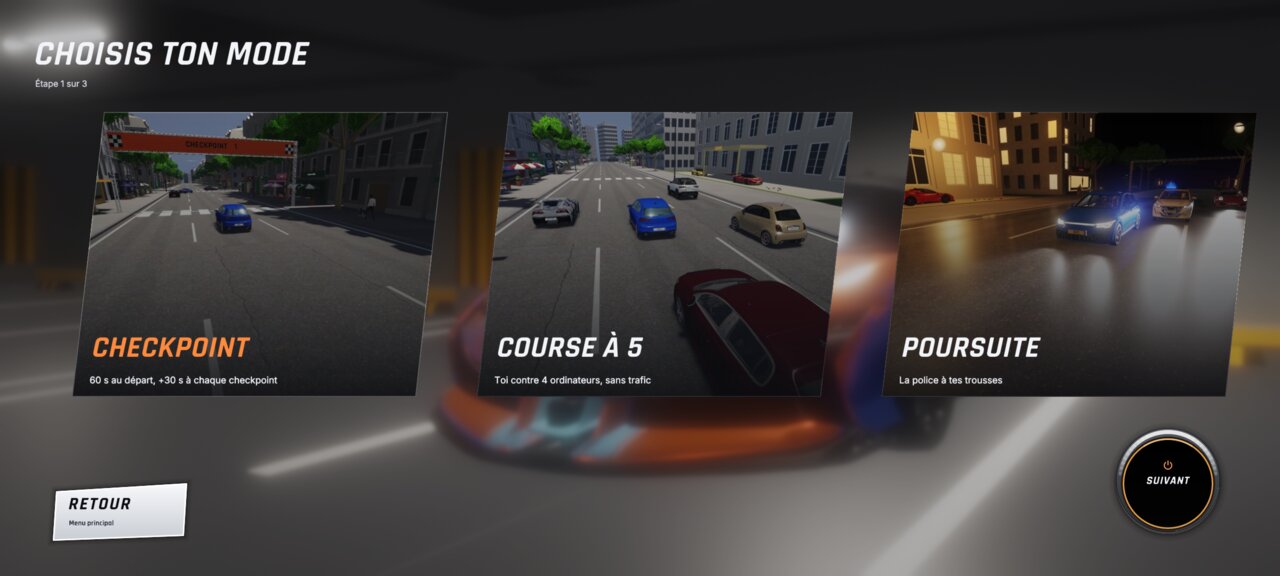 CHOISIS TON MODE
Étape 1 sur 3
CHECKPOINT 1
CHECKPOINT
60 s au départ, +30 s à chaque checkpoint
COURSE À 5
Toi contre 4 ordinateurs, sans trafic
POURSUITE
La police à tes trousses
SUIVANT
RETOUR
Menu principal